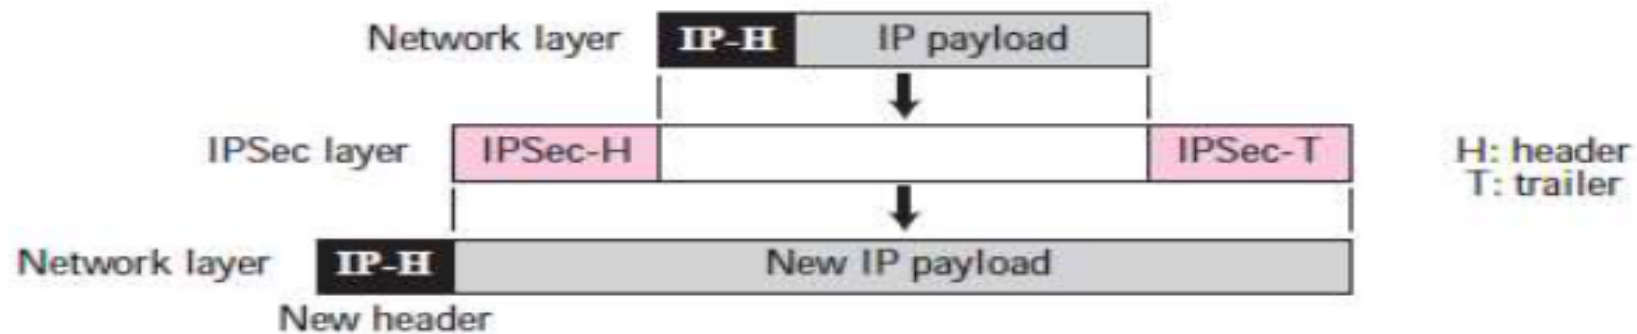 Network layer IP-H IP payload
IPSec layer IPSec-H IPSec-T H: header
T: trailer
Network layer IP-H New IP payload
New header